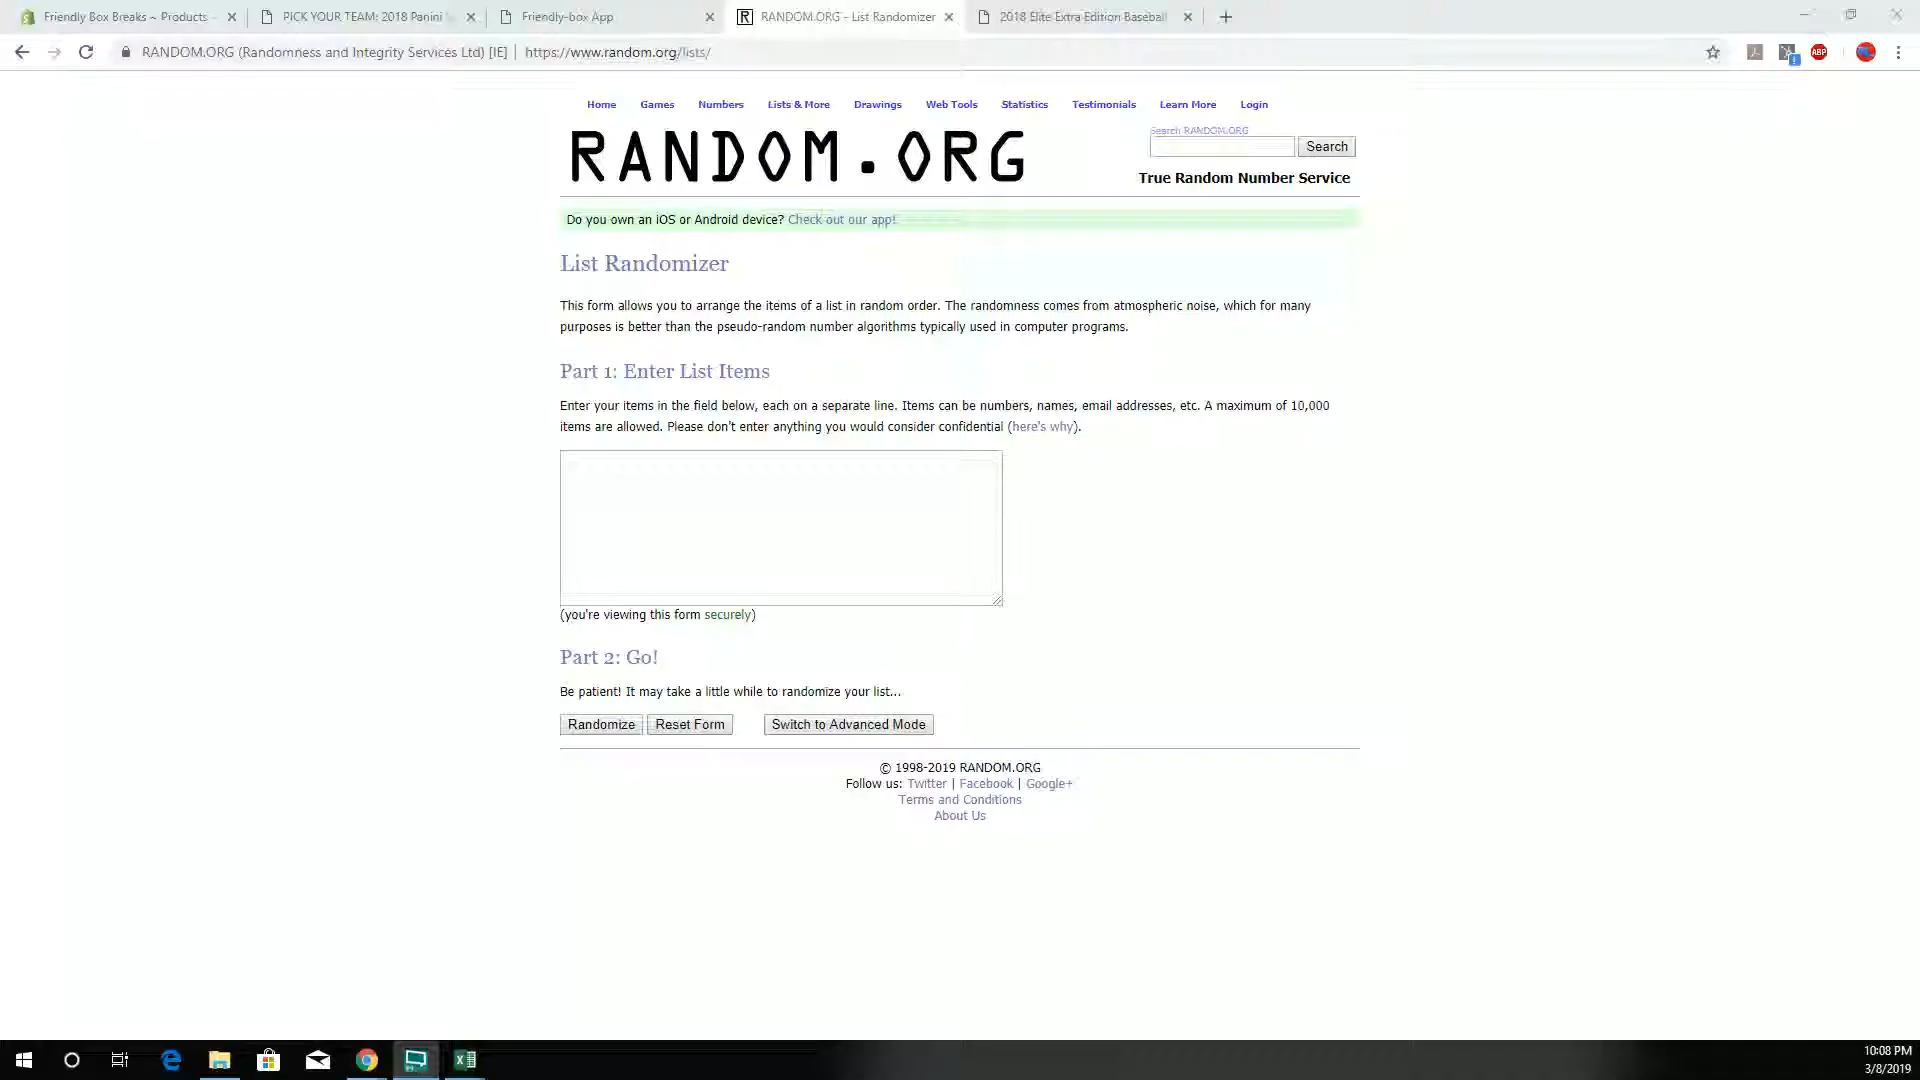 Friendly Box Breaks ~ Products
PICK YOUR TEAM: 2018 Panini
Friendly-box App
RANDOM.ORG - List Randomizer
2018 Elite Extra Edition Baseball
RANDOM.ORG (Randomness and Integrity Services Ltd) [IE] | https://www.random.org/lists/
ABP
Home Games Numbers Lists & More Drawings Web Tools Statistics Testimonials Learn More Login
RANDOM.ORG
Search RANDOM.ORG
Search
True Random Number Service
Do you own an iOS or Android device? Check out our app!
List Randomizer
This form allows you to arrange the items of a list in random order. The randomness comes from atmospheric noise, which for many
purposes is better than the pseudo-random number algorithms typically used in computer programs.
Part 1: Enter List Items
Enter your items in the field below, each on a separate line. Items can be numbers, names, email addresses, etc. A maximum of 10,000
items are allowed. Please don't enter anything you would consider confidential (here's why).
(you're viewing this form securely)
Part 2: Go!
Be patient! It may take a little while to randomize your list...
Randomize Reset Form Switch to Advanced Mode
© 1998-2019 RANDOM.ORG
Follow us: Twitter | Facebook | Google+
Terms and Conditions
About Us
10:08 PM
3/8/2019